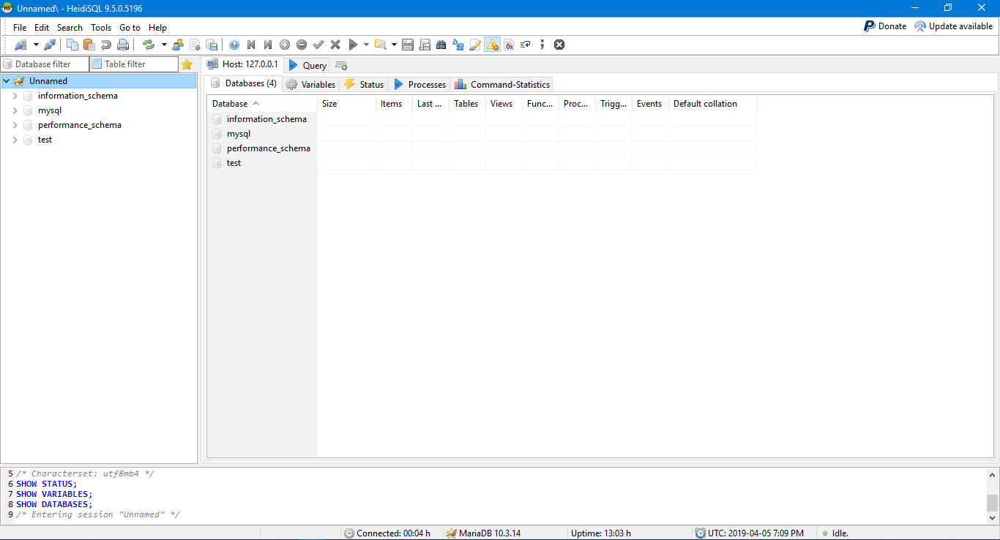 Unnamed\ - HeidiSQL 9.5.0.5196
File Edit Search Tools Go to Help
Donate Update available
Database filter Table filter
Host: 127.0.0.1 Query
Databases (4) Variables Status Processes Command-Statistics
Unnamed
information_schema
mysql
performance_schema
test
Database Size Items Last ... Tables Views Func... Proc... Trigg... Events Default collation
information_schema
mysql
performance_schema
test
5 /* Characterset: utf8mb4 */
6 SHOW STATUS;
7 SHOW VARIABLES;
8 SHOW DATABASES;
9 /* Entering session "Unnamed" */
Connected: 00:04 h MariaDB 10.3.14 Uptime: 13:03 h UTC: 2019-04-05 7:09 PM Idle.